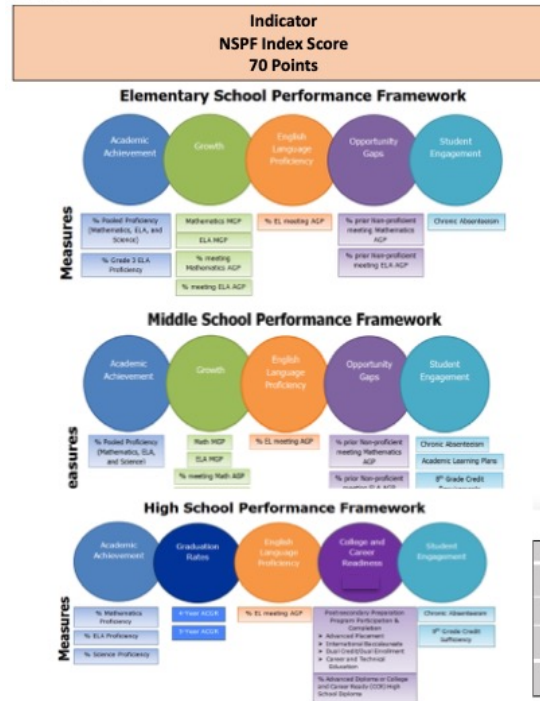 Indicator
NSPF Index Score
70 Points
Elementary School Performance Framework
Academic
Achievement
Growth
English
Language
Proficiency
Opportunity
Gaps
Student
Engagement
Measures
% Pooled Proficiency
(Mathematics, ELA, and
Science)
% Grade 3 ELA
Proficiency
Mathematics MGP
ELA MGP
% meeting
Mathematics AGP
% meeting ELA AGP
% EL meeting AGP
% prior Non-proficient
meeting Mathematics
AGP
% prior Non-proficient
meeting ELA AGP
Chronic Absenteeism
Middle School Performance Framework
Academic
Achievement
Growth
English
Language
Proficiency
Opportunity
Gaps
Student
Engagement
easures
% Pooled Proficiency
(Mathematics, ELA,
and Science)
Math MGP
ELA MGP
% meeting Math AGP
% EL meeting AGP
% prior Non-proficient
meeting Mathematics
AGP
% prior Non-proficient
meeting ELA AGP
Chronic Absenteeism
Academic Learning Plans
8th Grade Credit
High School Performance Framework
Academic
Achievement
Graduation
Rates
English
Language
Proficiency
College and
Career
Readiness
Student
Engagement
Measures
% Mathematics
Proficiency
% ELA Proficiency
% Science Proficiency
4-Year ACGR
5-Year ACGR
% EL meeting AGP
Postsecondary Preparation
Program Participation &
Completion
➤ Advanced Placement
➤ International Baccalaureate
➤ Dual Credit/Dual Enrollment
➤ Career and Technical
Education
% Advanced Diploma or College
and Career Ready (CCR) High
School Diploma
Chronic Absenteeism
9th Grade Credit
Sufficiency